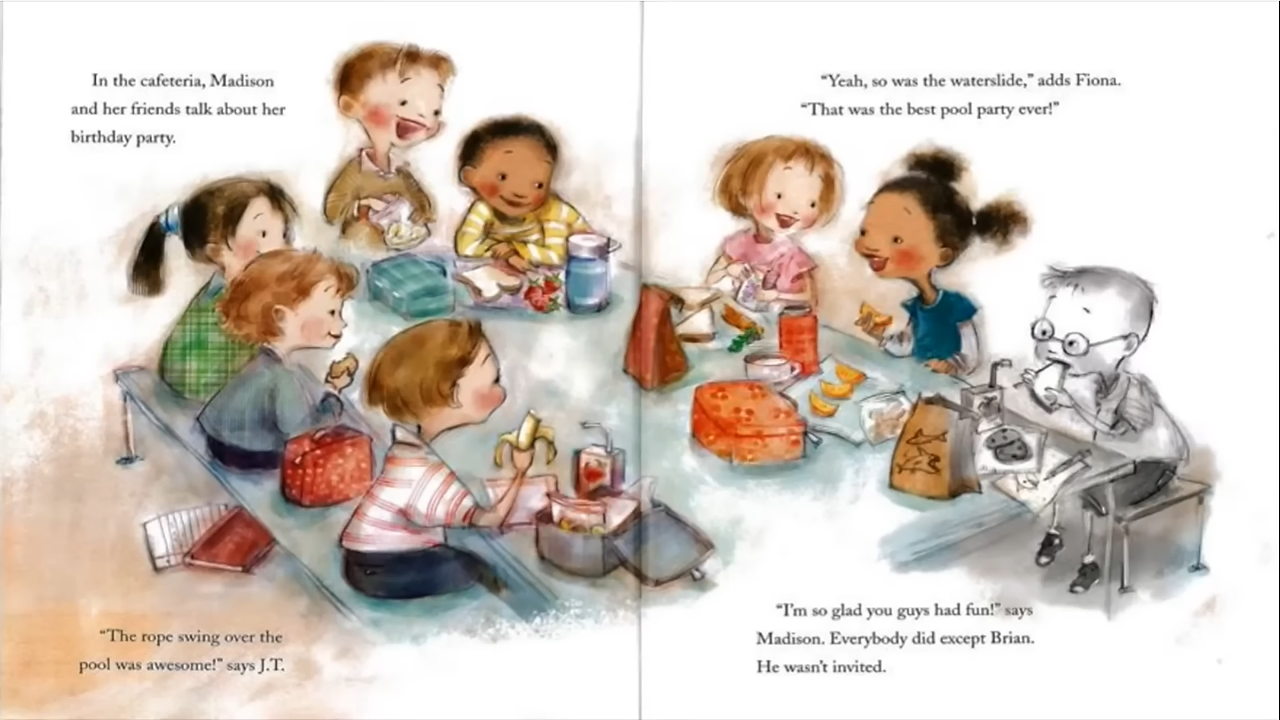 In the cafeteria, Madison
and her friends talk about her
birthday party.
“The rope swing over the
pool was awesome!” says J.T.
“Yeah, so was the waterslide,” adds Fiona.
“That was the best pool party ever!”
“I’m so glad you guys had fun!” says
Madison. Everybody did except Brian.
He wasn’t invited.